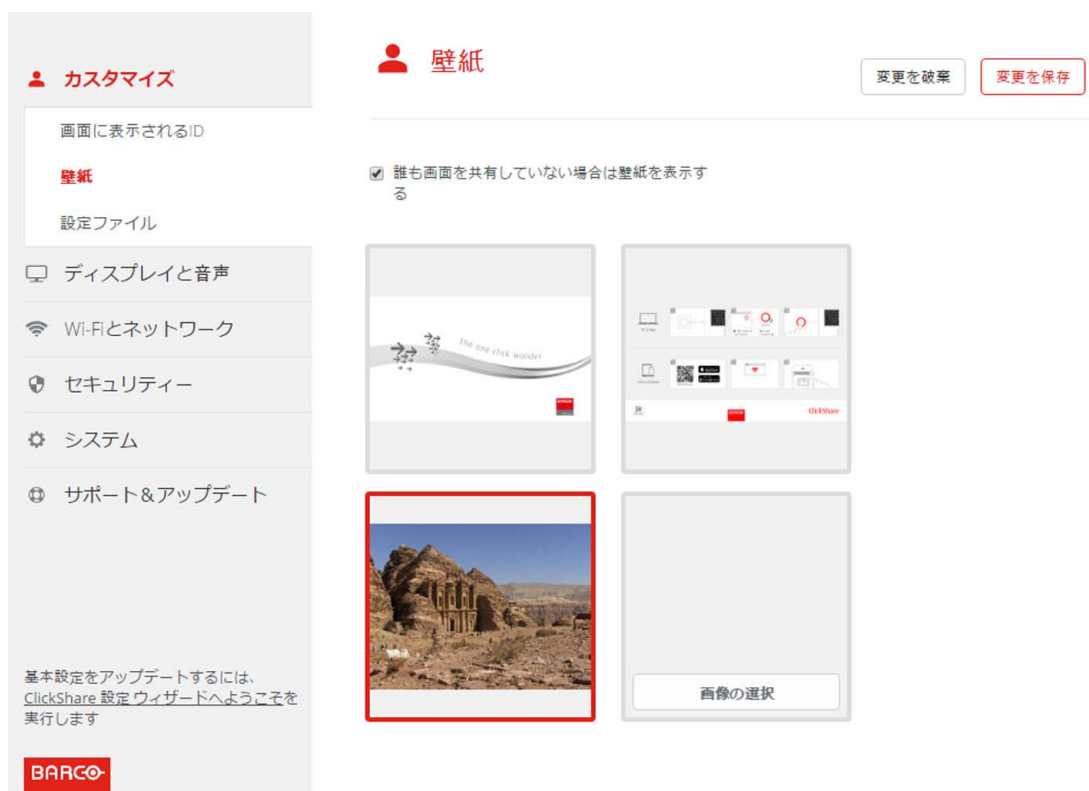 カスタマイズ
画面に表示されるID
壁紙
設定ファイル
ディスプレイと音声
Wi-Fiとネットワーク
セキュリティー
システム
サポート&アップデート
基本設定をアップデートするには、
ClickShare 設定 ウィザードへようこそを
実行します
BARCO
壁紙
変更を破棄
変更を保存
誰も画面を共有していない場合は壁紙を表示す
る
the one click wonder
ClickShare
画像の選択